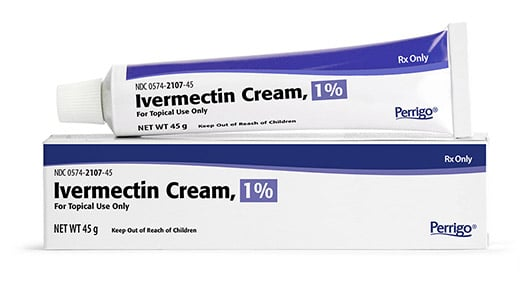 Rx Only
NDC 0574-2107-45
Ivermectin Cream, 1%
For Topical Use Only
NET WT 45 g Keep Out of Reach of Children
Perrigo®
Rx Only
NDC 0574-2107-45
Ivermectin Cream, 1%
For Topical Use Only
NET WT 45 g Keep Out of Reach of Children
Perrigo®